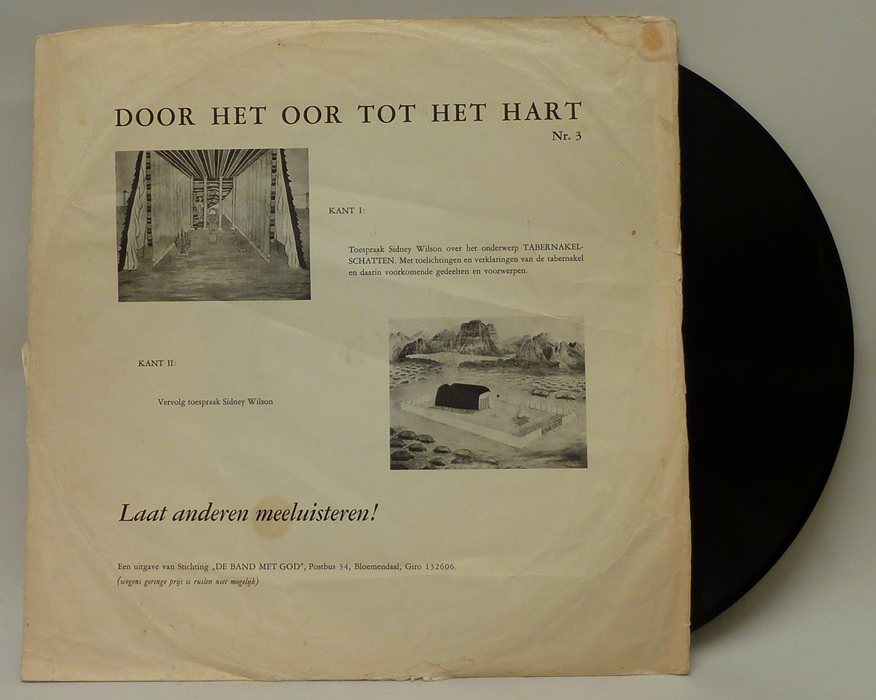 DOOR HET OOR TOT HET HART
Nr. 3
KANT I:
Toespraak Sidney Wilson over het onderwerp TABERNAKEL-
SCHATTEN. Met toelichtingen en verklaringen van de tabernakel
en daarin voorkomende gedeelten en voorwerpen.
KANT II:
Vervolg toespraak Sidney Wilson
Laat anderen meeluisteren!
Een uitgave van Stichting „DE BAND MET GOD", Postbus 34, Bloemendaal, Giro 132606.
(wegens geringe prijs is ruilen niet mogelijk)